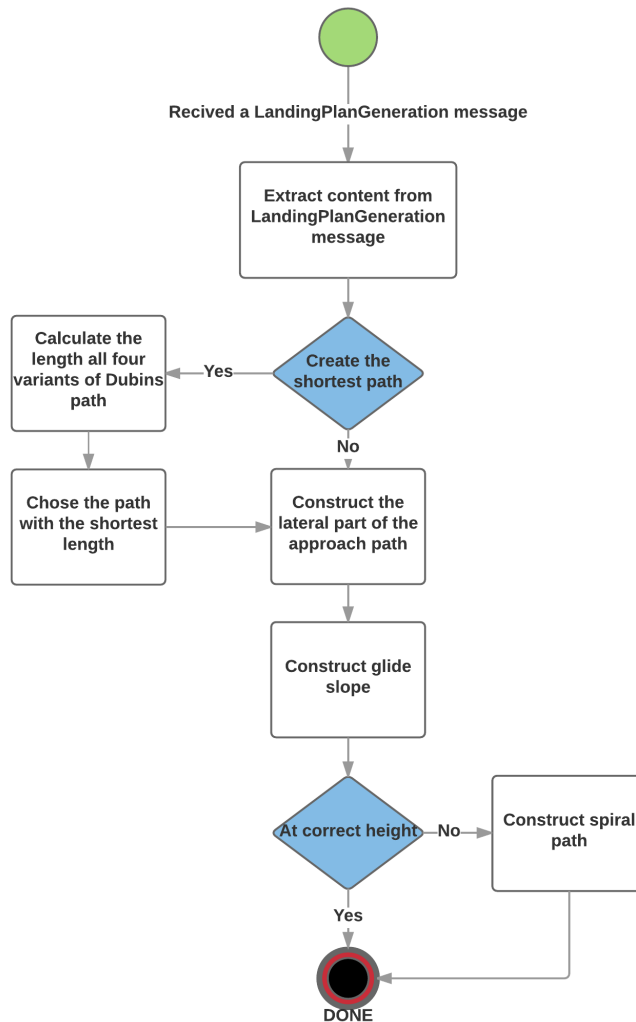 Recived a LandingPlanGeneration message
Extract content from
LandingPlanGeneration
message
Create the
shortest path
Yes
Calculate the
length all four
variants of Dubins
path
No
Chose the path
with the shortest
length
Construct the
lateral part of the
approach path
Construct glide
slope
At correct height
No
Construct spiral
path
Yes
DONE